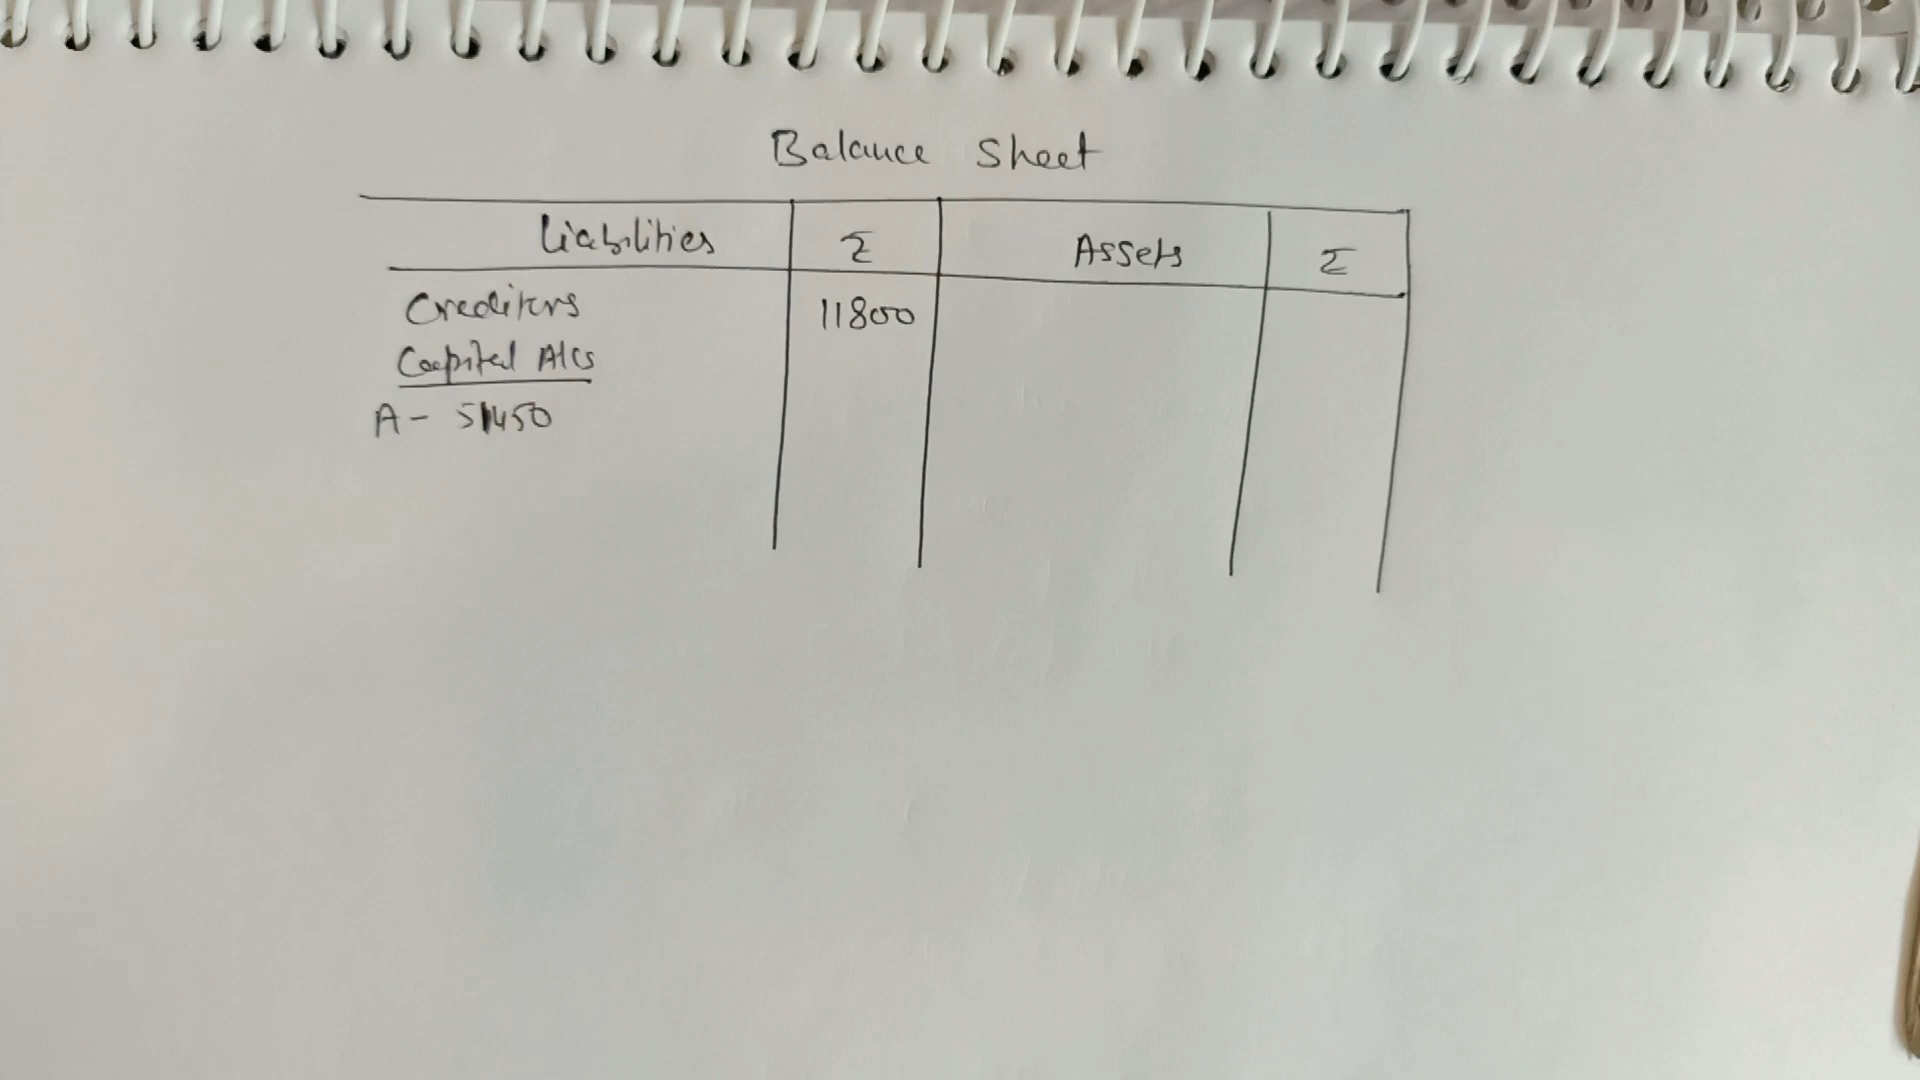 Balance Sheet
Liabilities ₹ Assets ₹
Creditors 11800
Capital A/cs
A - 51450